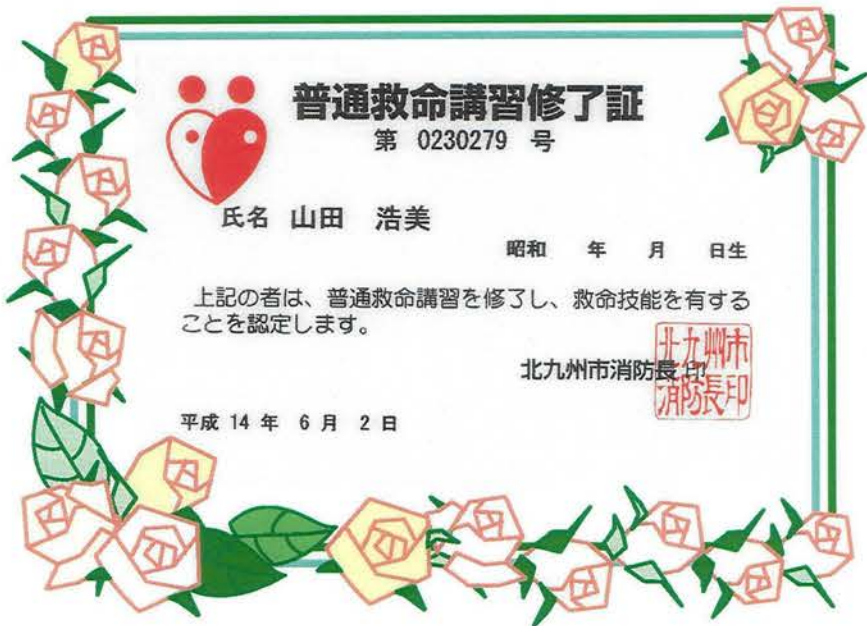 普通救命講習修了証
第 0230279 号
氏名 山田 浩美
昭和 年 月 日生
上記の者は、普通救命講習を修了し、救命技能を有する
ことを認定します。
北九州市消防長 印
北九州市
消防長印
平成 14 年 6 月 2 日